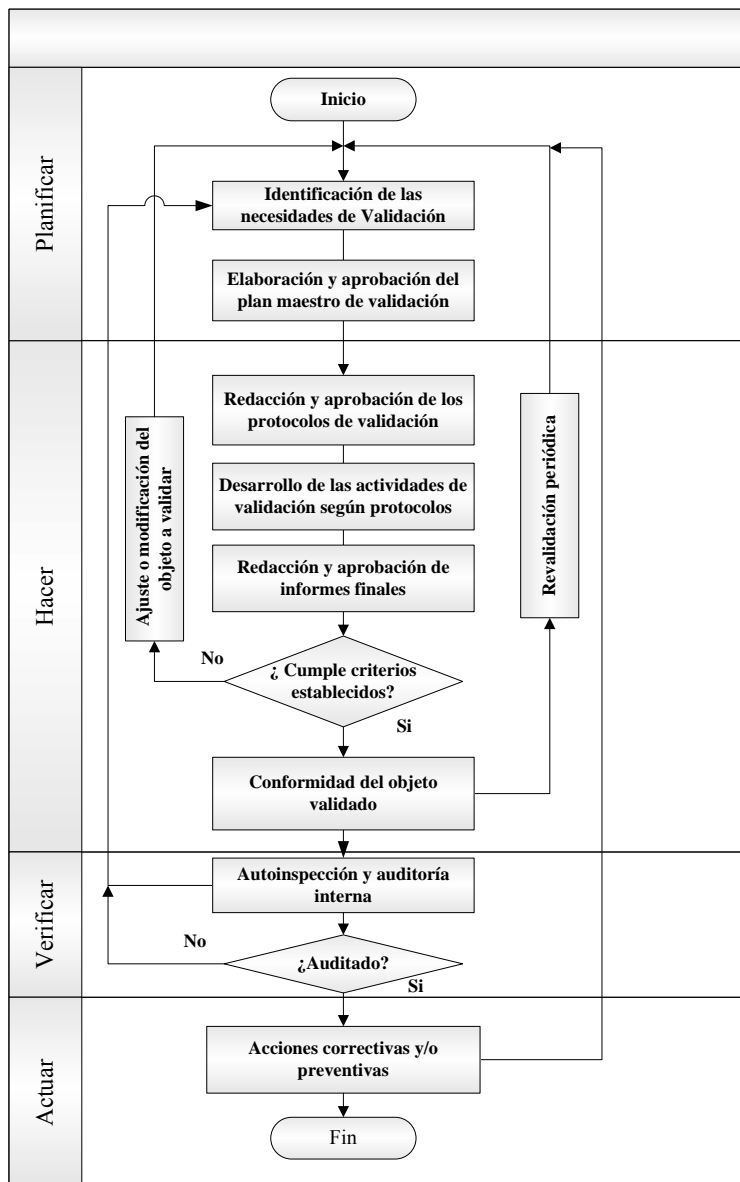 Planificar
Inicio
Identificación de las
necesidades de Validación
Elaboración y aprobación del
plan maestro de validación
Hacer
Redacción y aprobación de los
protocolos de validación
Ajuste o modificación del
objeto a validar
Revalidación periódica
Desarrollo de las actividades de
validación según protocolos
Redacción y aprobación de
informes finales
No
¿ Cumple criterios
establecidos?
Si
Conformidad del objeto
validado
Verificar
Autoinspección y auditoría
interna
No
¿Auditado?
Si
Actuar
Acciones correctivas y/o
preventivas
Fin